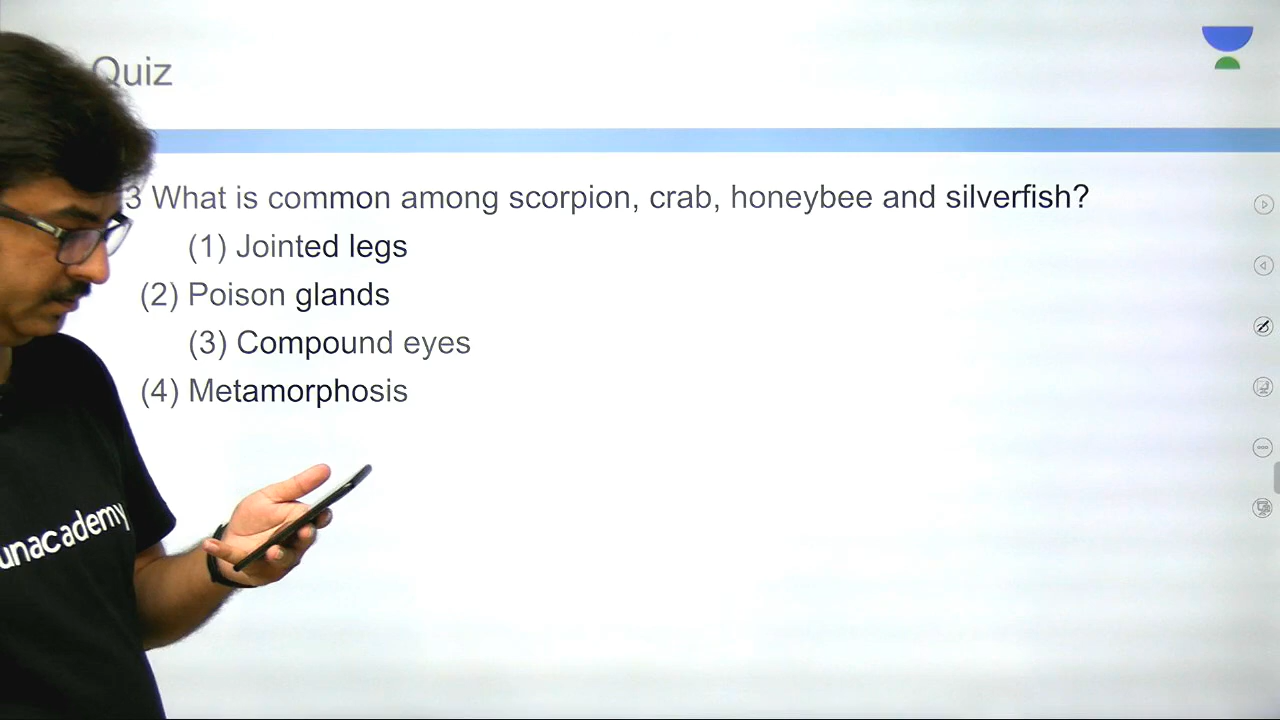 Quiz
3 What is common among scorpion, crab, honeybee and silverfish?
(1) Jointed legs
(2) Poison glands
(3) Compound eyes
(4) Metamorphosis
unacademy